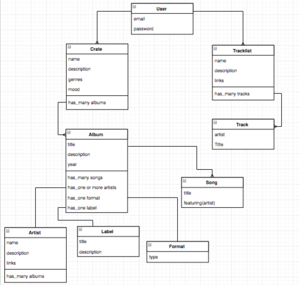 User
email
password
Crate
name
description
genres
mood
has_many albums
Tracklist
name
description
links
has_many tracks
Track
artist
Title
Album
title
description
year
has_many songs
has_one or more artists
has_one format
has_one label
Song
title
featuring(artist)
Artist
name
description
links
has_many albums
Label
title
description
Format
type